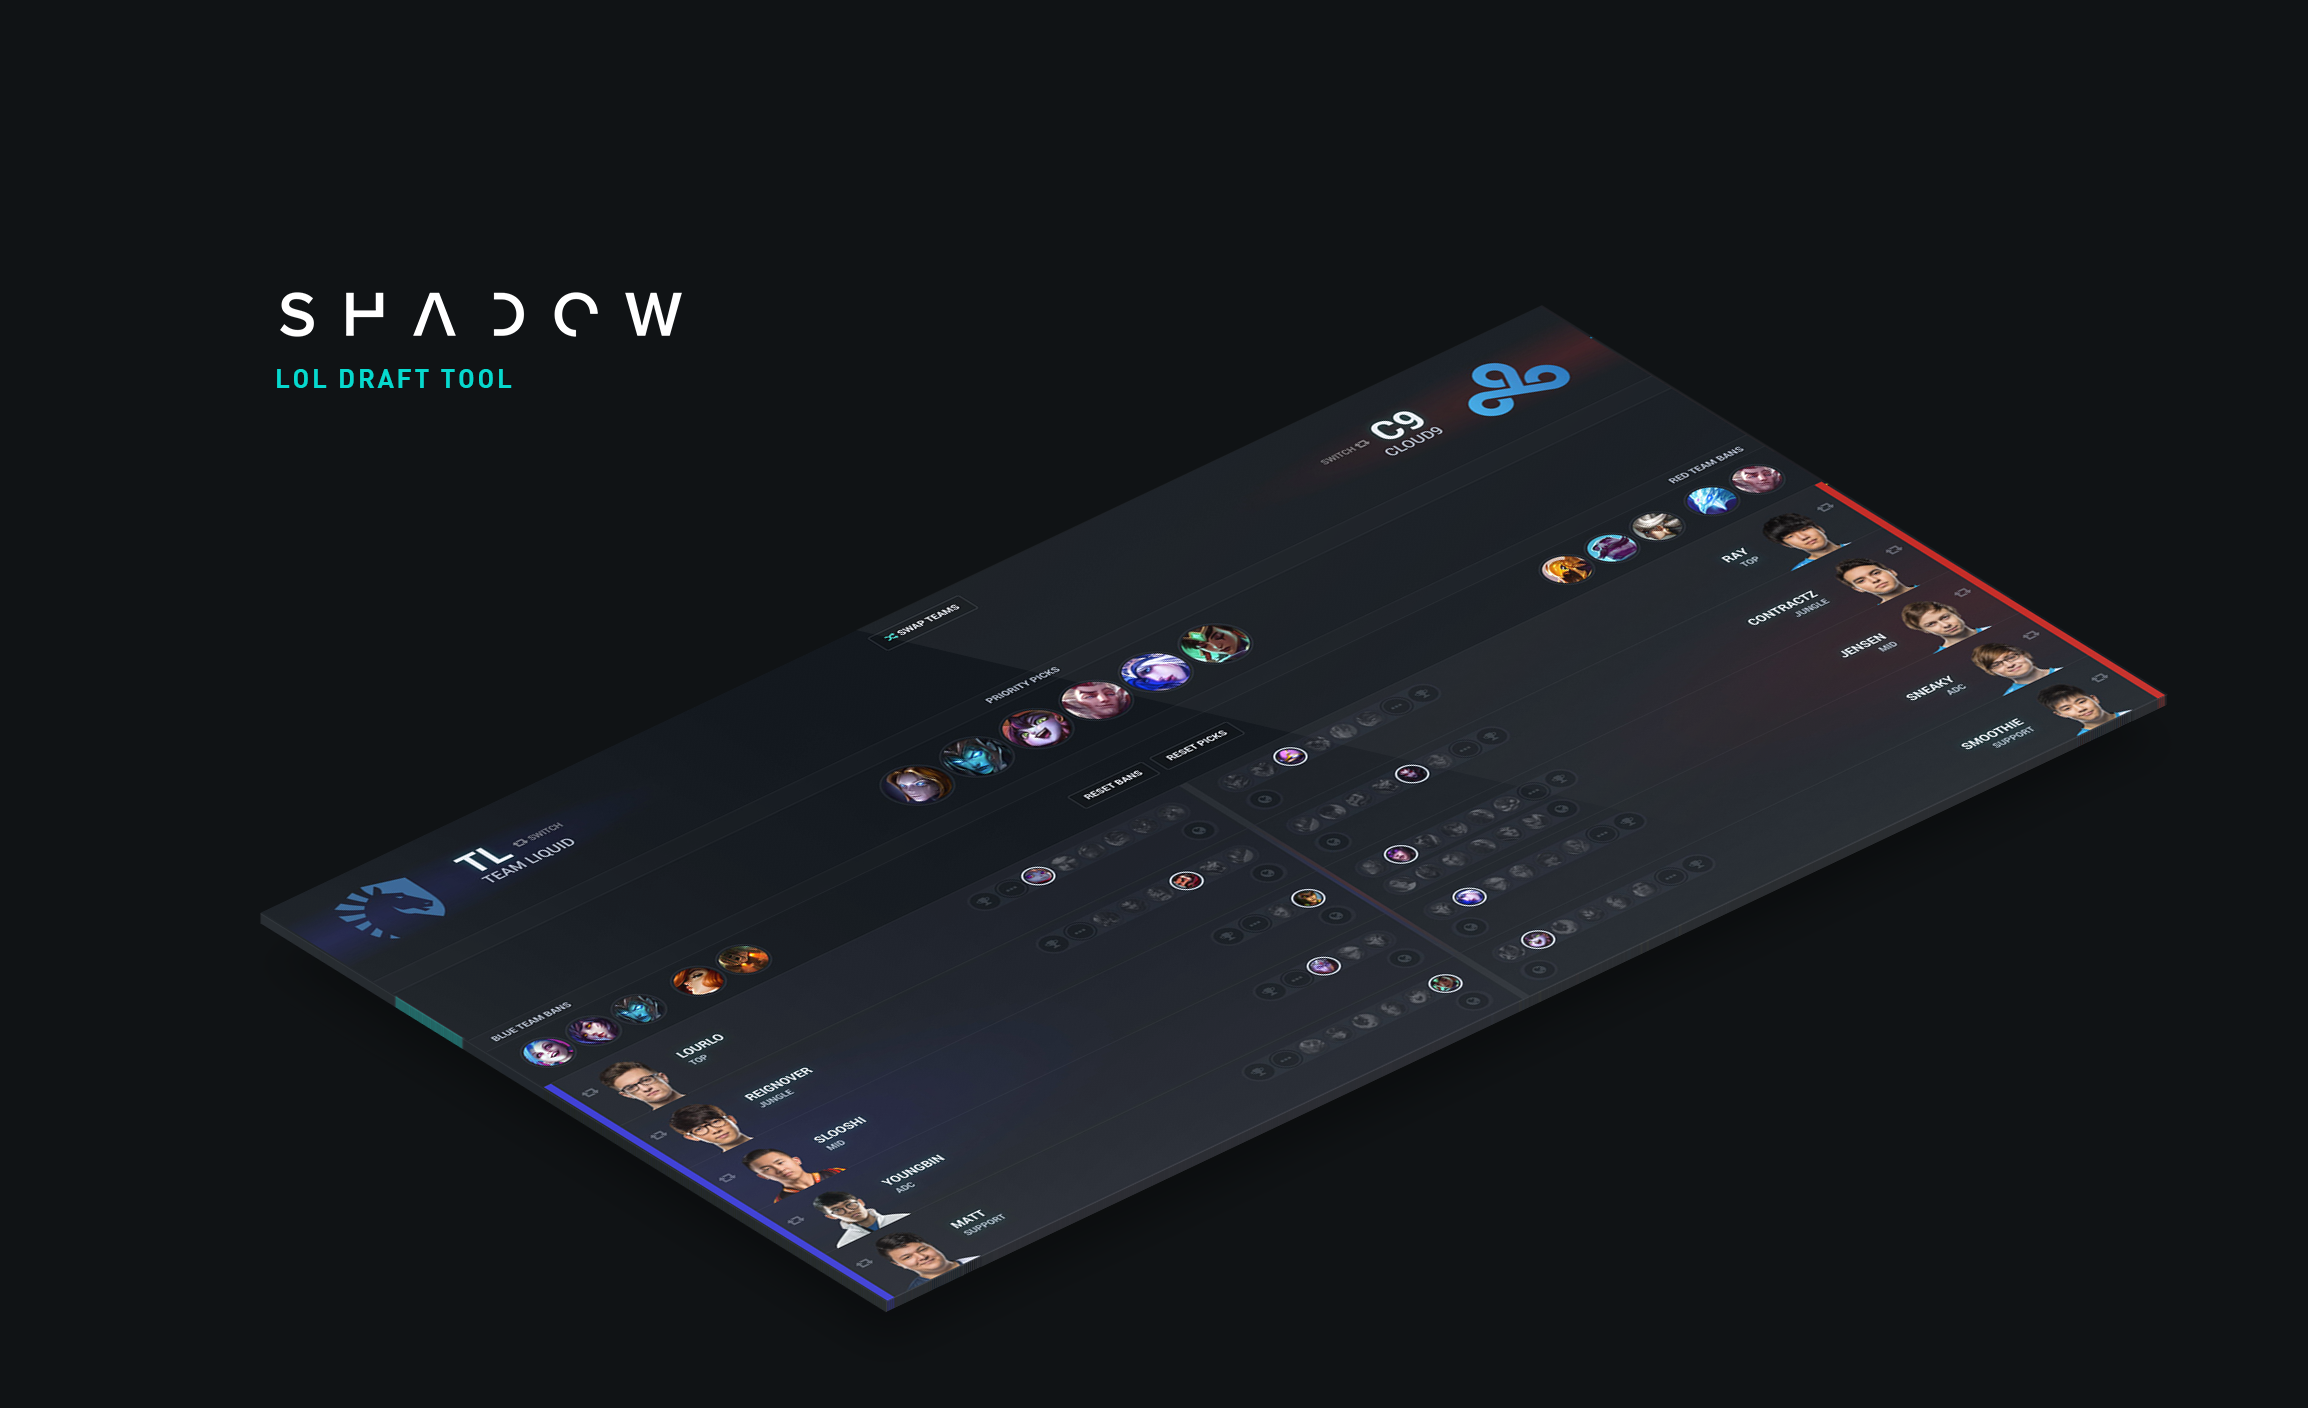 SHADOW
LOL DRAFT TOOL
C9
SWITCH
CLOUD9
RED TEAM BANS
SWAP TEAMS
PRIORITY PICKS
RESET BANS
RESET PICKS
RAY
TOP
CONTRACTZ
JUNGLE
JENSEN
MID
SNEAKY
ADC
SMOOTHIE
SUPPORT
TL
SWITCH
TEAM LIQUID
BLUE TEAM BANS
LOURLO
TOP
REIGNOVER
JUNGLE
SLOOSHI
MID
YOUNGBIN
ADC
MATT
SUPPORT